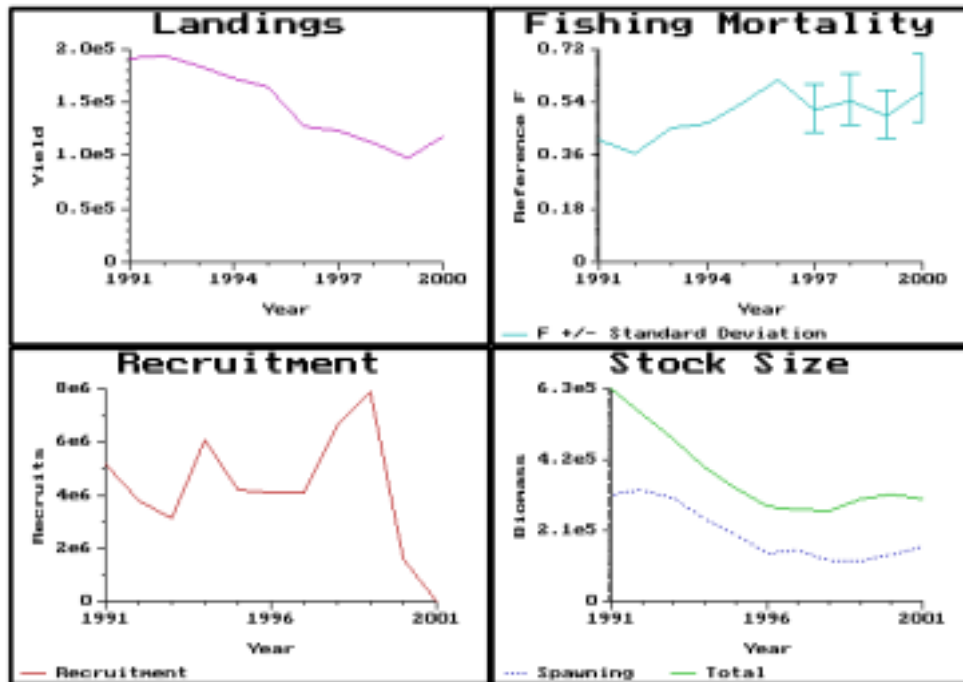 Landings
2.0e5
1.5e5
1.0e5
0.5e5
0
Yield
1991 1994 1997 2000
Year
Fishing Mortality
0.72
0.54
0.36
0.18
0
Reference F
1991 1994 1997 2000
Year
F +/- Standard Deviation
Recruitment
8e6
6e6
4e6
2e6
0
Recruits
1991 1996 2001
Year
Recruitment
Stock Size
6.3e5
4.2e5
2.1e5
0
Biomass
1991 1996 2001
Year
Spawning Total